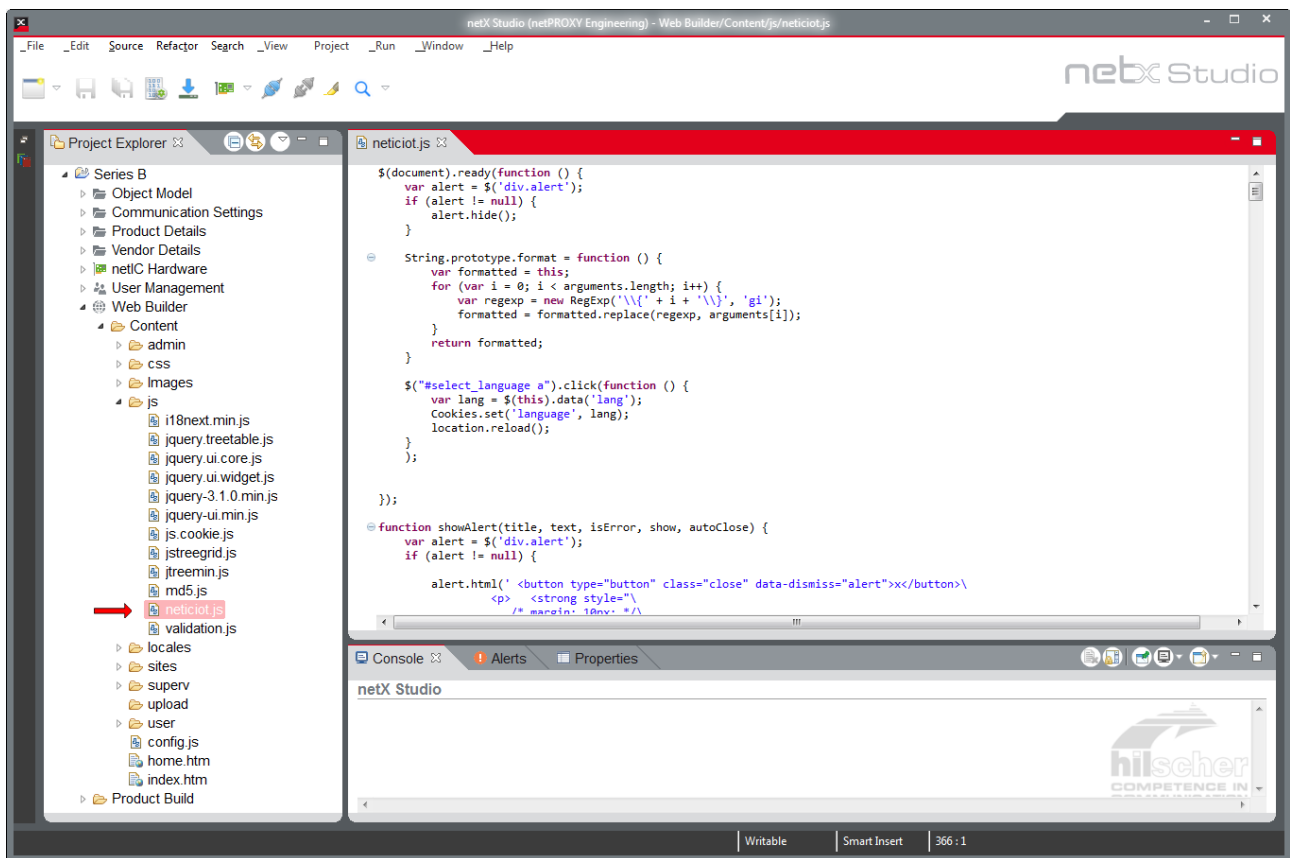 netX Studio (netPROXY Engineering) - Web Builder/Content/js/neticiot.js
_File _Edit Source Refactor Search _View Project _Run _Window _Help
netX Studio
Project Explorer
Series B
Object Model
Communication Settings
Product Details
Vendor Details
netIC Hardware
User Management
Web Builder
Content
admin
css
Images
js
i18next.min.js
jquery.treetable.js
jquery.ui.core.js
jquery.ui.widget.js
jquery-3.1.0.min.js
jquery-ui.min.js
js.cookie.js
jstreegrid.js
jtreemin.js
md5.js
neticiot.js
validation.js
locales
sites
superv
upload
user
config.js
home.htm
index.htm
Product Build
neticiot.js
$(document).ready(function () {
var alert = $('div.alert');
if (alert != null) {
alert.hide();
}
String.prototype.format = function () {
var formatted = this;
for (var i = 0; i < arguments.length; i++) {
var regexp = new RegExp('\\{' + i + '\\}', 'gi');
formatted = formatted.replace(regexp, arguments[i]);
}
return formatted;
}
$("#select_language a").click(function () {
var lang = $(this).data('lang');
Cookies.set('language', lang);
location.reload();
}
);
});
function showAlert(title, text, isError, show, autoClose) {
var alert = $('div.alert');
if (alert != null) {
alert.html(' <button type="button" class="close" data-dismiss="alert">x</button>\
<p> <strong style="\
/* margin: 10px; */\
Console Alerts Properties
netX Studio
hilscher
COMPETENCE IN
COMMUNICATION
Writable Smart Insert 366 : 1